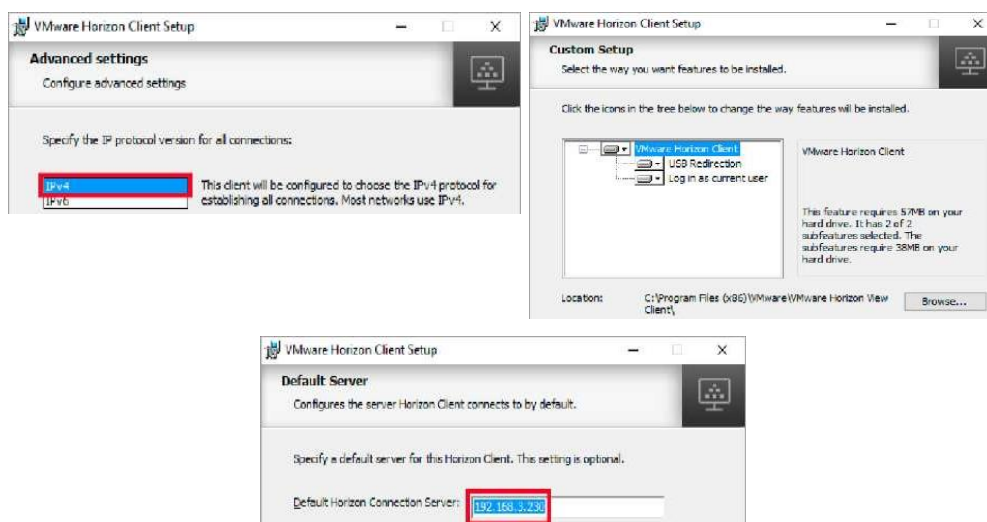 VMware Horizon Client Setup
Advanced settings
Configure advanced settings
Specify the IP protocol version for all connections:
IPv4
IPv6
This client will be configured to choose the IPv4 protocol for
establishing all connections. Most networks use IPv4.
VMware Horizon Client Setup
Custom Setup
Select the way you want features to be installed.
Click the icons in the tree below to change the way features will be installed.
VMware Horizon Client
USB Redirection
Log in as current user
VMware Horizon Client
This feature requires 57MB on your
hard drive. It has 2 of 2
subfeatures selected. The
subfeatures require 38MB on your
hard drive.
Location:
C:\Program Files (x86)\VMware\VMware Horizon View
Client\
Browse...
VMware Horizon Client Setup
Default Server
Configures the server Horizon Client connects to by default.
Specify a default server for this Horizon Client. This setting is optional.
Default Horizon Connection Server:
192.168.3.230